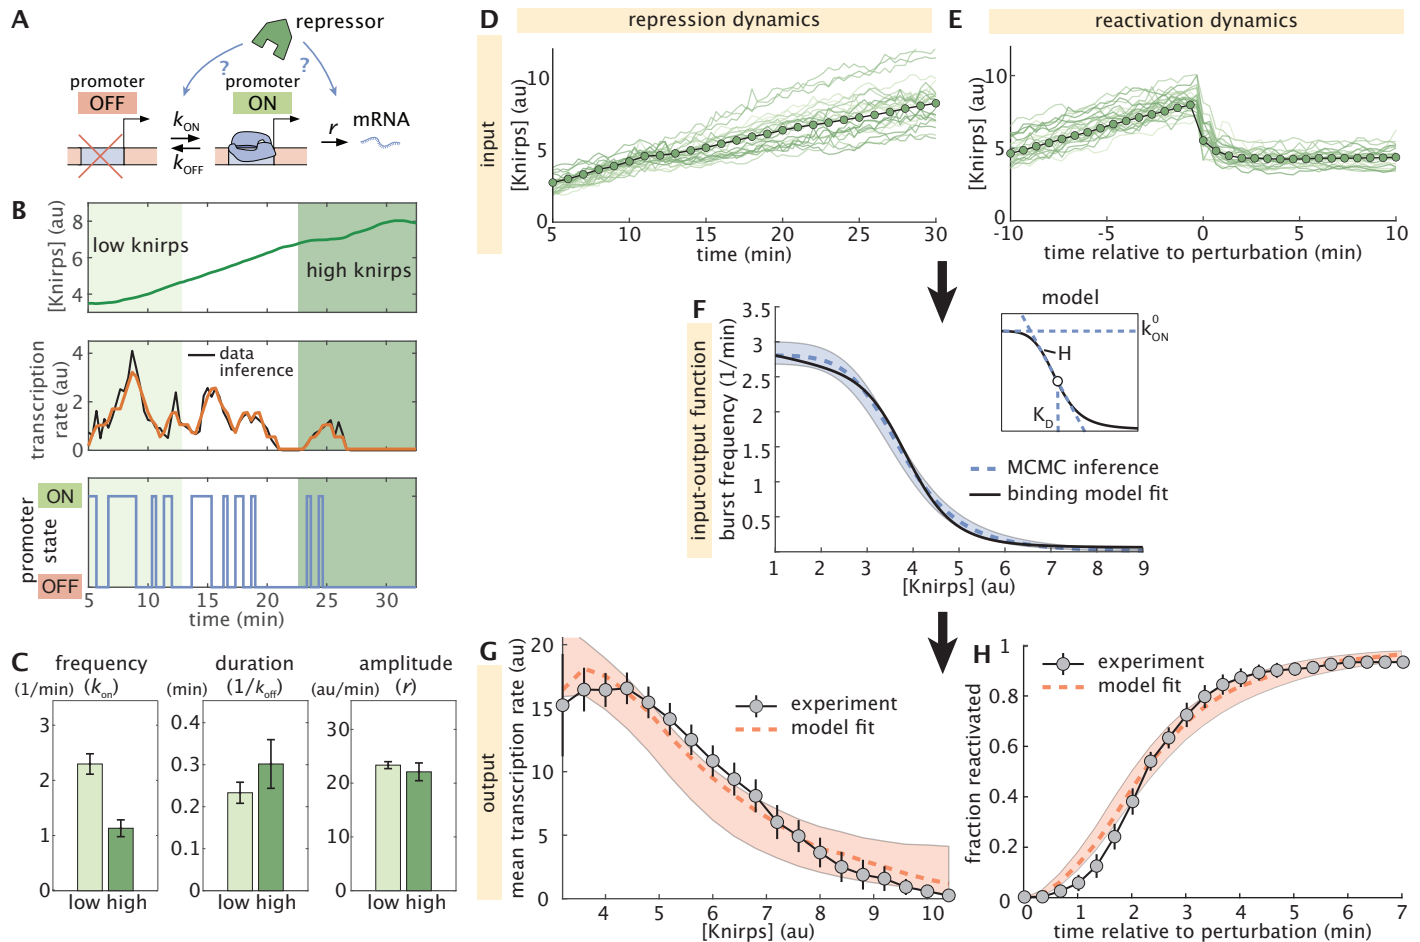 A
repressor
?
?
promoter
OFF
promoter
ON
kON
kOFF
r
mRNA
B
[Knirps] (au)
8
6
4
low knirps
high knirps
transcription
rate (au)
4
2
0
data
inference
promoter
state
ON
OFF
5
10
15
20
25
30
time (min)
C
frequency
(1/min)
(kon)
3
2
1
0
low high
duration
(min)
(1/koff)
0.4
0.3
0.2
0.1
0
low high
amplitude
(au/min)
(r)
30
20
10
0
low high
input
D
repression dynamics
[Knirps] (au)
10
5
0
5
10
15
20
25
30
time (min)
E
reactivation dynamics
[Knirps] (au)
10
5
0
-10
-5
0
5
10
time relative to perturbation (min)
input-output function
F
burst frequency (1/min)
3.5
3
2.5
2
1.5
1
0.5
1
2
3
4
5
6
7
8
9
[Knirps] (au)
model
k0ON
H
KD
MCMC inference
binding model fit
output
G
mean transcription rate (au)
20
15
10
5
0
4
5
6
7
8
9
10
[Knirps] (au)
experiment
model fit
H
fraction reactivated
1
0.8
0.6
0.4
0.2
0
0
1
2
3
4
5
6
7
time relative to perturbation (min)
experiment
model fit